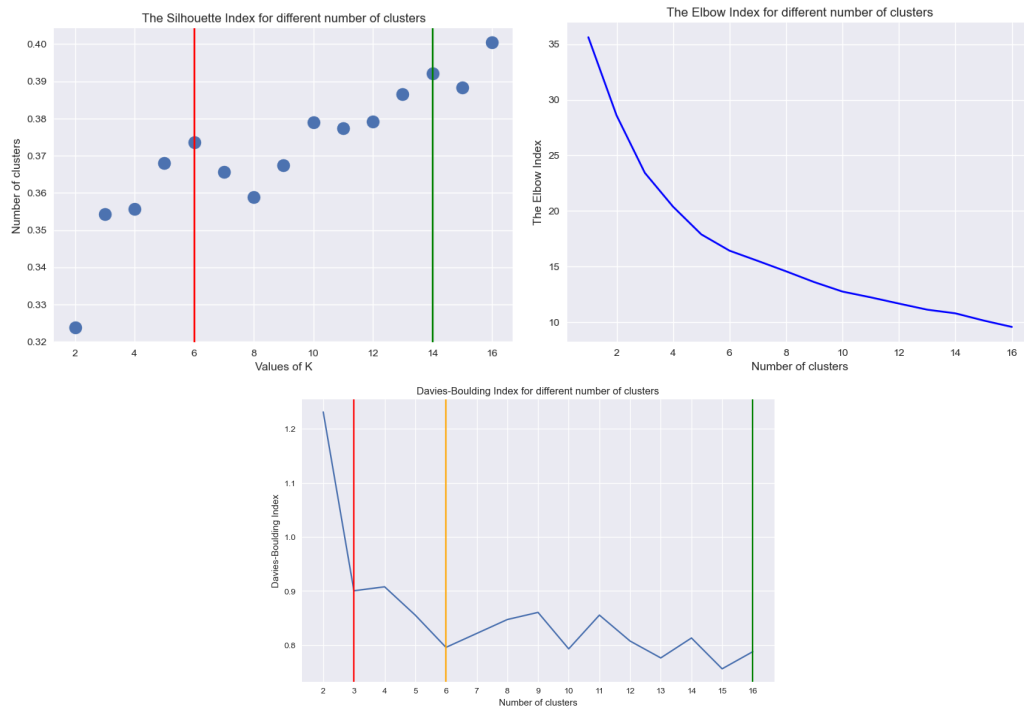 The Silhouette Index for different number of clusters
0.40
0.39
0.38
0.37
0.36
0.35
0.34
0.33
0.32
Number of clusters
2 4 6 8 10 12 14 16
Values of K
The Elbow Index for different number of clusters
35
30
25
20
15
10
The Elbow Index
2 4 6 8 10 12 14 16
Number of clusters
Davies-Boulding Index for different number of clusters
1.2
1.1
1.0
0.9
0.8
Davies-Boulding Index
2 3 4 5 6 7 8 9 10 11 12 13 14 15 16
Number of clusters